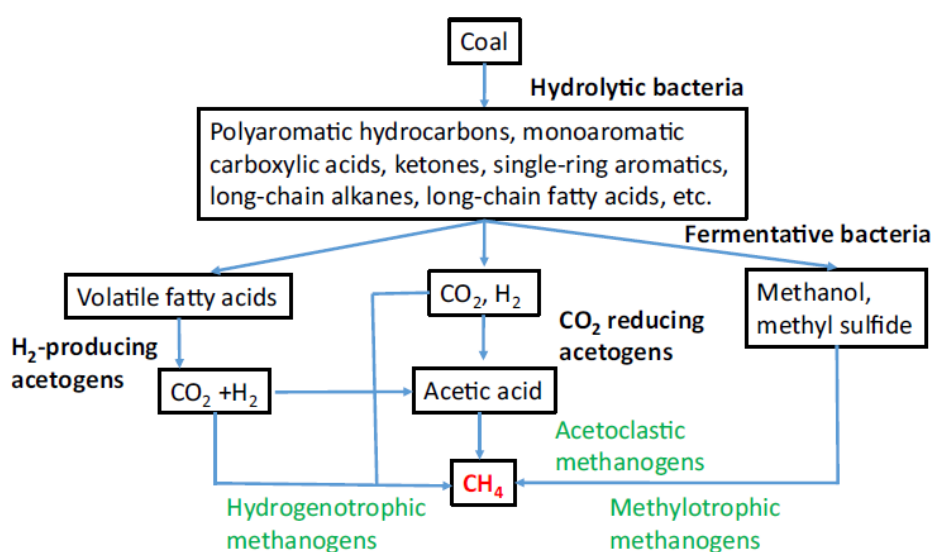 Coal
Hydrolytic bacteria
Polyaromatic hydrocarbons, monoaromatic
carboxylic acids, ketones, single-ring aromatics,
long-chain alkanes, long-chain fatty acids, etc.
Fermentative bacteria
Volatile fatty acids
CO₂, H₂
Methanol,
methyl sulfide
H₂-producing
acetogens
CO₂ reducing
acetogens
CO₂ +H₂
Acetic acid
Acetoclastic
methanogens
CH₄
Hydrogenotrophic
methanogens
Methylotrophic
methanogens